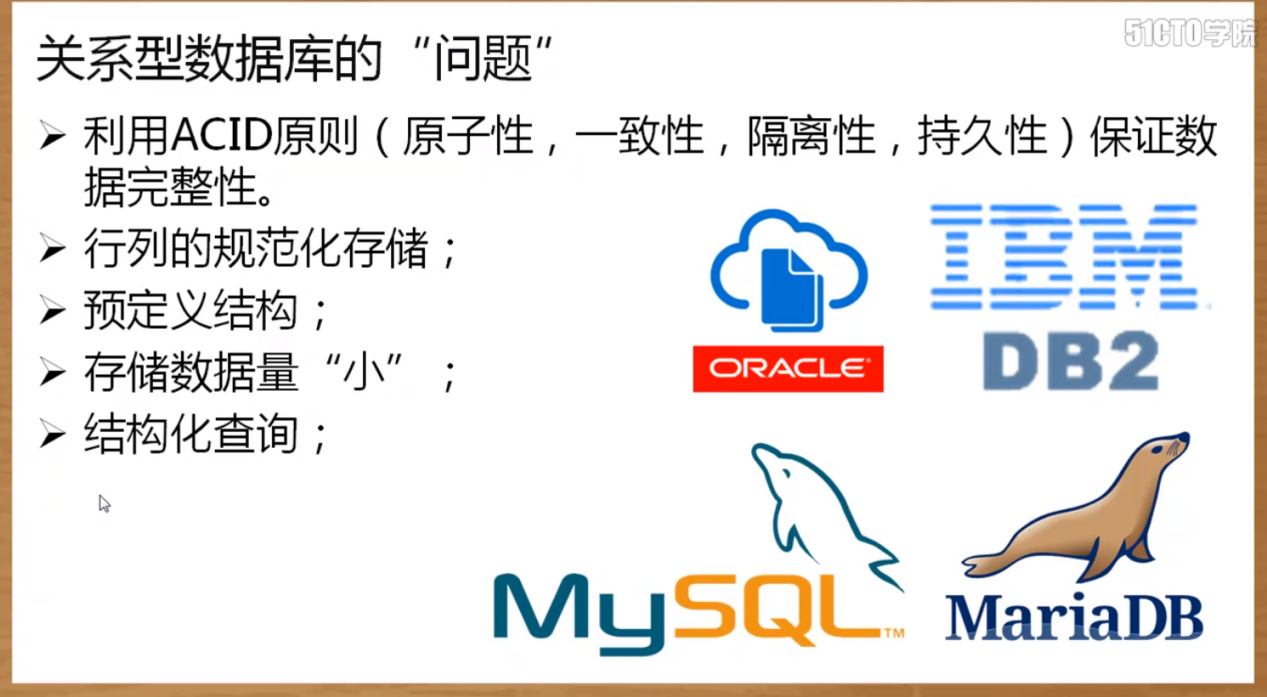 51CTO学院
关系型数据库的“问题”
利用ACID原则（原子性，一致性，隔离性，持久性）保证数
据完整性。
行列的规范化存储；
预定义结构；
存储数据量“小”；
结构化查询；
ORACLE®
IBM
DB2
MySQL™
MariaDB